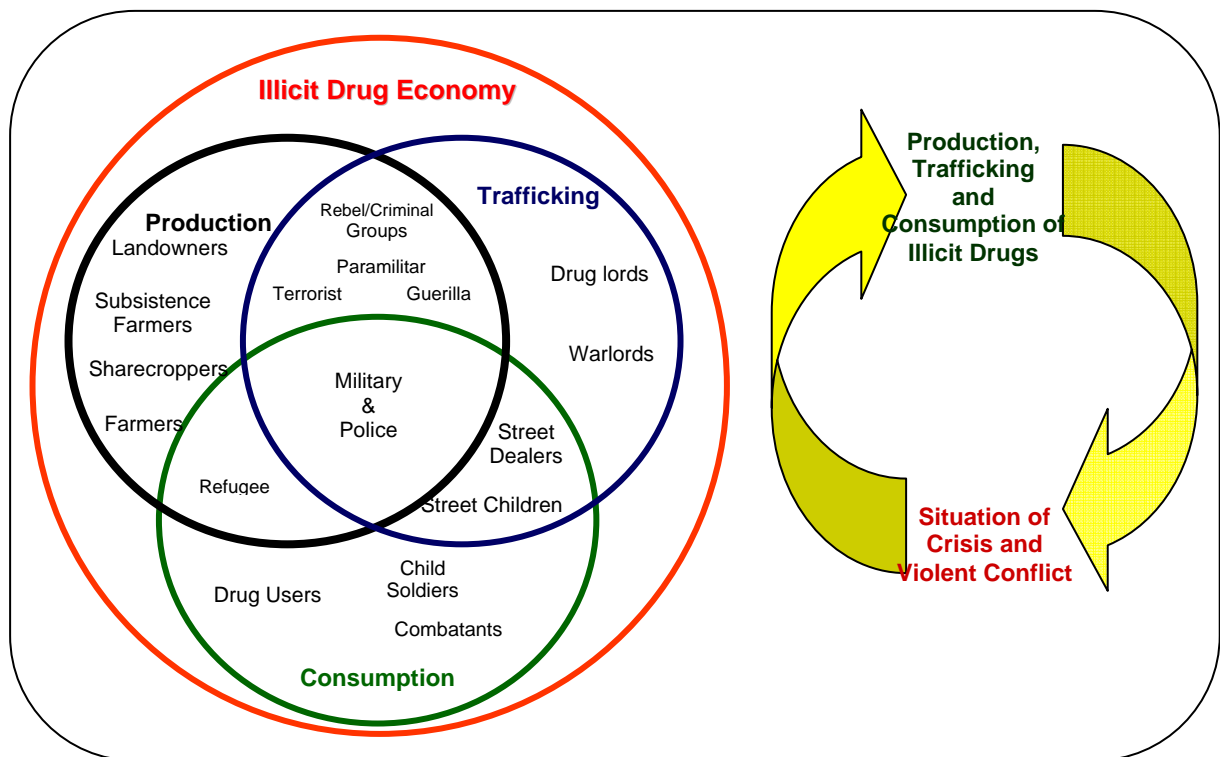 Illicit Drug Economy
Production
Landowners
Subsistence
Farmers
Sharecroppers
Farmers
Rebel/Criminal
Groups
Paramilitar
Terrorist
Guerilla
Trafficking
Drug lords
Warlords
Military
&
Police
Street
Dealers
Refugee
Street Children
Drug Users
Child
Soldiers
Combatants
Consumption
Production,
Trafficking
and
Consumption of
Illicit Drugs
Situation of
Crisis and
Violent Conflict